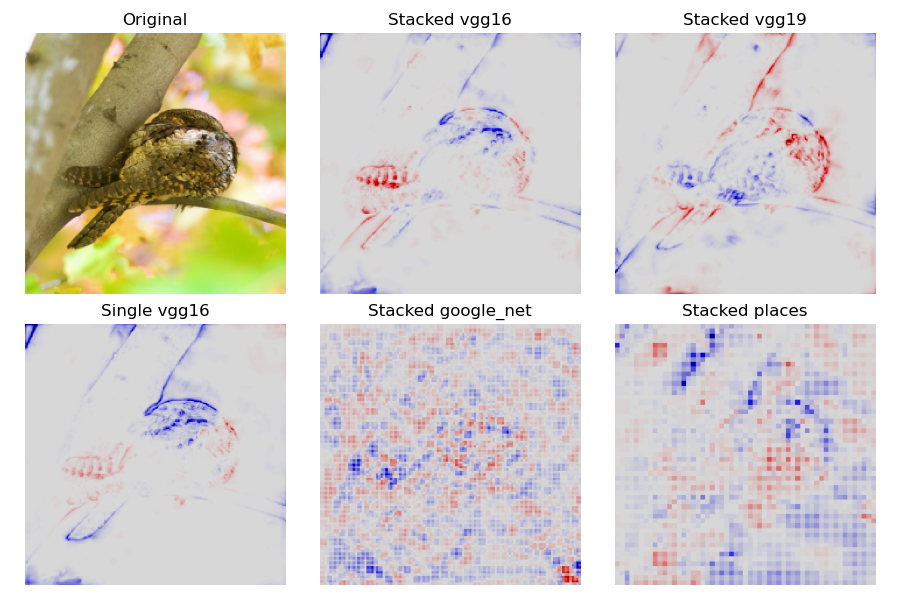 Original
Stacked vgg16
Stacked vgg19
Single vgg16
Stacked google_net
Stacked places